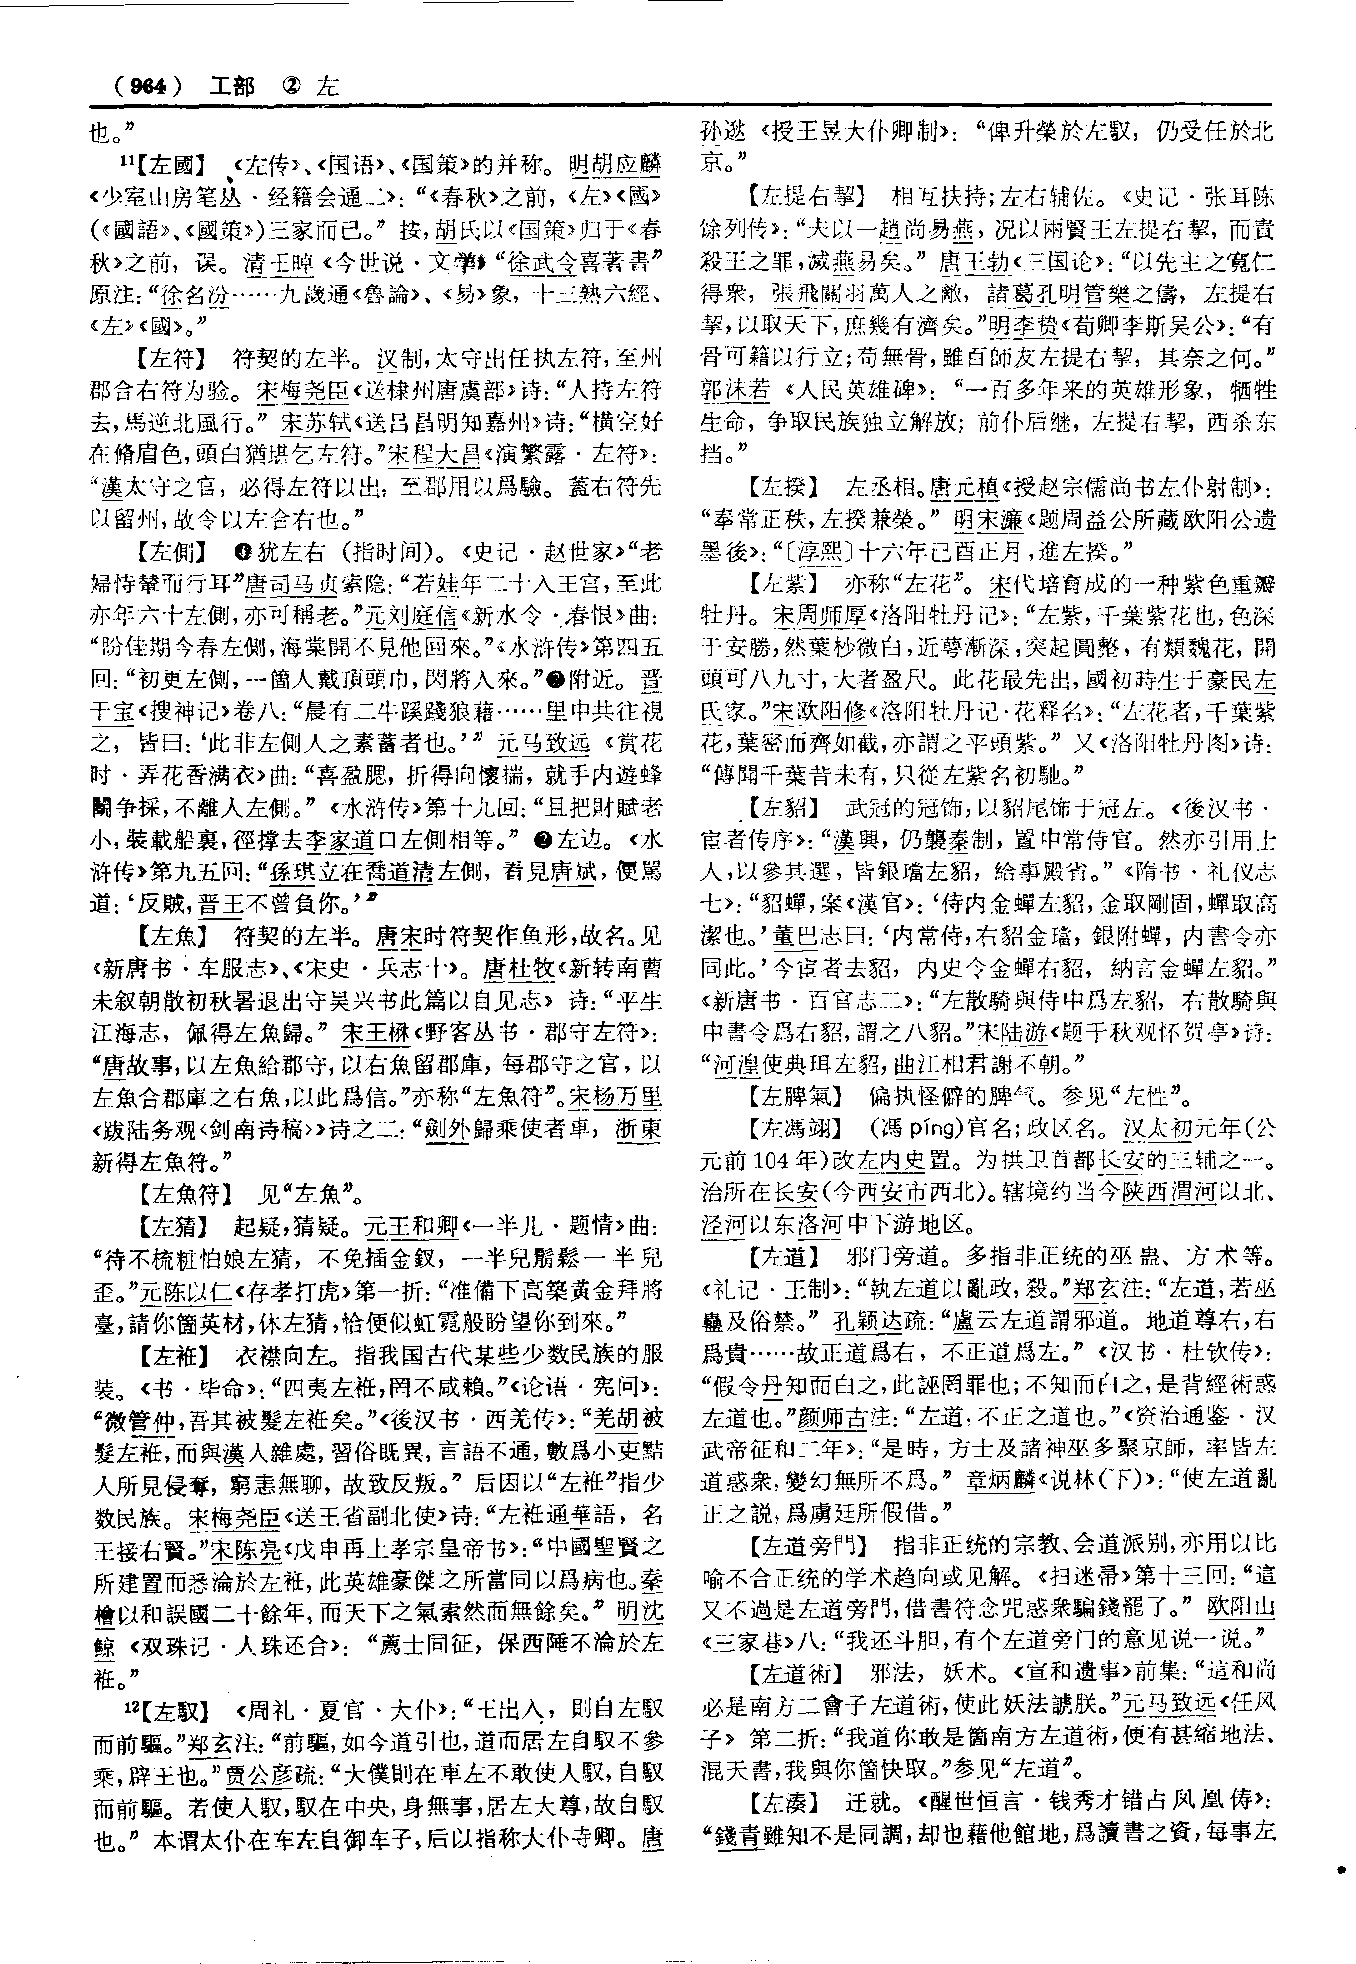 （964） 工部 ② 左
也。”
11【左國】 《左传》、《国语》、《国策》的并称。明胡应麟
《少室山房笔丛·经籍会通二》：“《春秋》之前，《左》《國》
(《國語》、《國策》)三家而已。”按，胡氏以《国策》归于《春
秋》之前，误。清王晫《今世说·文学》“徐武令喜著書”
原注：“徐名汾……九歲通《魯論》、《易》象，十三熟六經、
《左》《國》。”
【左符】 符契的左半。汉制，太守出任执左符，至州
郡合右符为验。宋梅尧臣《送棣州唐虞部》诗：“人持左符
去，馬逆北風行。”宋苏轼《送吕昌明知嘉州》诗：“横空好
在脩眉色，頭白猶堪乞左符。”宋程大昌《演繁露·左符》：
“漢太守之官，必得左符以出，至郡用以爲驗。蓋右符先
以留州，故令以左合右也。”
【左側】 ❶犹左右（指时间）。《史记·赵世家》“老
婦恃輦而行耳”唐司马贞索隐：“若娃年二十入王宫，至此
亦年六十左側，亦可稱老。”元刘庭信《新水令·春恨》曲：
“盼佳期今春左側，海棠開不見他回來。”《水浒传》第四五
回：“初更左側，一箇人戴頂頭巾，閃將入來。”❷附近。晋
干宝《搜神记》卷八：“晨有二牛蹊踐狼藉……里中共往視
之，皆曰：‘此非左側人之素蓄者也。’”元马致远《赏花
时·弄花香满衣》曲：“喜盈腮，折得向懷揣，就手内遊蜂
鬭争採，不離人左側。”《水浒传》第十九回：“且把財賦老
小，裝載船裏，徑撑去李家道口左側相等。”❸左边。《水
浒传》第九五回：“孫琪立在喬道清左側，看見唐斌，便罵
道：‘反賊，晋王不曾負你。’”
【左魚】 符契的左半。唐宋时符契作鱼形，故名。见
《新唐书·车服志》、《宋史·兵志十》。唐杜牧《新转南曹
未叙朝散初秋暑退出守吴兴书此篇以自见志》诗：“平生
江海志，佩得左魚歸。”宋王楙《野客丛书·郡守左符》：
“唐故事，以左魚給郡守，以右魚留郡庫，每郡守之官，以
左魚合郡庫之右魚，以此爲信。”亦称“左魚符”。宋杨万里
《跋陆务观《剑南诗稿》》诗之二：“劍外歸乘使者車，浙東
新得左魚符。”
【左魚符】 见“左魚”。
【左猜】 起疑，猜疑。元王和卿《一半儿·题情》曲：
“待不梳粧怕娘左猜，不免插金釵，一半兒鬅鬆一半兒
歪。”元陈以仁《存孝打虎》第一折：“准備下高築黄金拜將
臺，請你箇英材，休左猜，恰便似虹霓般盼望你到來。”
【左袵】 衣襟向左。指我国古代某些少数民族的服
装。《书·毕命》：“四夷左袵，罔不咸賴。”《论语·宪问》：
“微管仲，吾其被髮左袵矣。”《後汉书·西羌传》：“羌胡被
髮左袵，而與漢人雜處，習俗既異，言語不通，數爲小吏黠
人所見侵奪，窮恚無聊，故致反叛。”后因以“左袵”指少
数民族。宋梅尧臣《送王省副北使》诗：“左袵通華語，名
王接右賢。”宋陈亮《戊申再上孝宗皇帝书》：“中國聖賢之
所建置而悉淪於左袵，此英雄豪傑之所當同以爲病也。秦
檜以和誤國二十餘年，而天下之氣索然而無餘矣。”明沈
鲸《双珠记·人珠还合》：“薦士同征，保西陲不淪於左
袵。”
12【左馭】 《周礼·夏官·大仆》：“王出入，則自左馭
而前驅。”郑玄注：“前驅，如今道引也，道而居左自馭不參
乘，辟王也。”贾公彦疏：“大僕則在車左不敢使人馭，自馭
而前驅。若使人馭，馭在中央，身無事，居左大尊，故自馭
也。”本谓太仆在车左自御车子，后以指称大仆寺卿。唐
孙逖《授王昱大仆卿制》：“俾升榮於左馭，仍受任於北
京。”
【左提右挈】 相互扶持；左右辅佐。《史记·张耳陈
馀列传》：“夫以一趙尚易燕，况以兩賢王左提右挈，而責
殺王之罪，滅燕易矣。”唐王勃《三国论》：“以先主之寬仁
得衆，張飛關羽萬人之敵，諸葛孔明管樂之儔，左提右
挈，以取天下，庶幾有濟矣。”明李贽《荀卿李斯吴公》：“有
骨可籍以行立；苟無骨，雖百師友左提右挈，其奈之何。”
郭沫若《人民英雄碑》：“一百多年来的英雄形象，牺牲
生命，争取民族独立解放；前仆后继，左提右挈，西杀东
挡。”
【左揆】 左丞相。唐元稹《授赵宗儒尚书左仆射制》：
“奉常正秩，左揆兼榮。”明宋濂《题周益公所藏欧阳公遗
墨後》：“〔淳熙〕十六年己酉正月，進左揆。”
【左紫】 亦称“左花”。宋代培育成的一种紫色重瓣
牡丹。宋周师厚《洛阳牡丹记》：“左紫，千葉紫花也，色深
于安勝，然葉杪微白，近萼漸深，突起圓整，有類魏花，開
頭可八九寸，大者盈尺。此花最先出，國初時生于豪民左
氏家。”宋欧阳修《洛阳牡丹记·花释名》：“左花者，千葉紫
花，葉密而齊如截，亦謂之平頭紫。”又《洛阳牡丹图》诗：
“傳聞千葉昔未有，只從左紫名初馳。”
【左貂】 武冠的冠饰，以貂尾饰于冠左。《後汉书·
宦者传序》：“漢興，仍襲秦制，置中常侍官。然亦引用士
人，以參其選，皆銀璫左貂，給事殿省。”《隋书·礼仪志
七》：“貂蟬，案《漢官》：‘侍内金蟬左貂，金取剛固，蟬取高
潔也。’董巴志曰：‘内常侍，右貂金璫，銀附蟬，内書令亦
同此。’今宦者去貂，内史令金蟬右貂，納言金蟬左貂。”
《新唐书·百官志二》：“左散騎與侍中爲左貂，右散騎與
中書令爲右貂，謂之八貂。”宋陆游《题千秋观怀贺亭》诗：
“河湟使典珥左貂，曲江相君謝不朝。”
【左脾氣】 偏执怪僻的脾气。参见“左性”。
【左馮翊】 （馮 píng）官名；政区名。汉太初元年（公
元前104年）改左内史置。为拱卫首都长安的三辅之一。
治所在长安（今西安市西北）。辖境约当今陕西渭河以北、
泾河以东洛河中下游地区。
【左道】 邪门旁道。多指非正统的巫蛊、方术等。
《礼记·王制》：“執左道以亂政，殺。”郑玄注：“左道，若巫
蠱及俗禁。”孔颖达疏：“盧云左道謂邪道。地道尊右，右
爲貴……故正道爲右，不正道爲左。”《汉书·杜钦传》：
“假令丹知而白之，此誣罔罪也；不知而白之，是背經術惑
左道也。”颜师古注：“左道，不正之道也。”《资治通鉴·汉
武帝征和二年》：“是時，方士及諸神巫多聚京師，率皆左
道惑衆，變幻無所不爲。”章炳麟《说林（下）》：“使左道亂
正之説，爲虜廷所假借。”
【左道旁門】 指非正统的宗教、会道派别，亦用以比
喻不合正统的学术趋向或见解。《扫迷帚》第十三回：“這
又不過是左道旁門，借書符念咒惑衆騙錢罷了。”欧阳山
《三家巷》八：“我还斗胆，有个左道旁门的意见说一说。”
【左道術】 邪法，妖术。《宣和遗事》前集：“這和尚
必是南方二會子左道術，使此妖法諕朕。”元马致远《任风
子》第二折：“我道你敢是箇南方左道術，便有甚縮地法、
混天書，我與你箇快取。”参见“左道”。
【左湊】 迁就。《醒世恒言·钱秀才错占凤凰俦》：
“錢青雖知不是同調，却也藉他館地，爲讀書之資，每事左